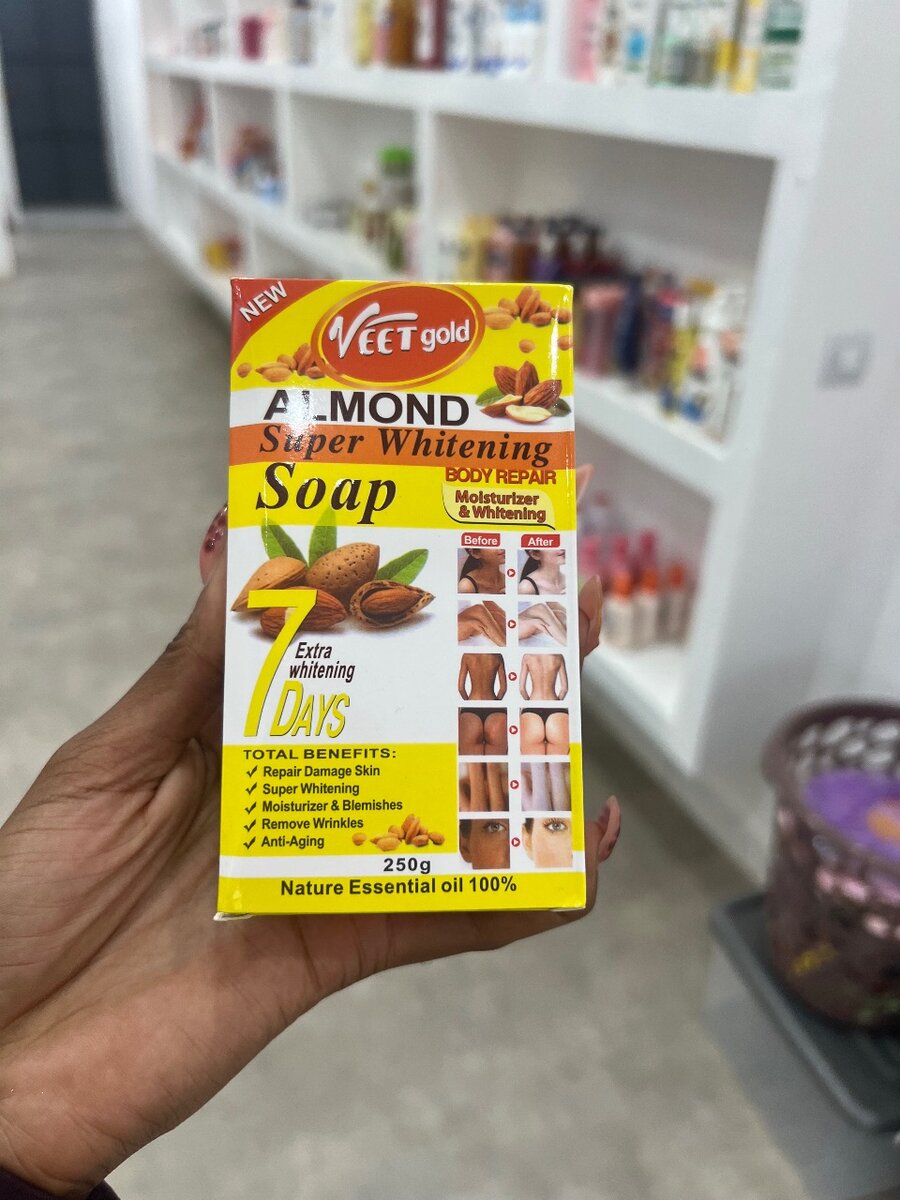 NEW
VEET gold
ALMOND
Super Whitening
Soap
BODY REPAIR
Moisturizer
& Whitening
Before After
7
Extra
whitening
DAYS
TOTAL BENEFITS:
✓ Repair Damage Skin
✓ Super Whitening
✓ Moisturizer & Blemishes
✓ Remove Wrinkles
✓ Anti-Aging
250g
Nature Essential oil 100%